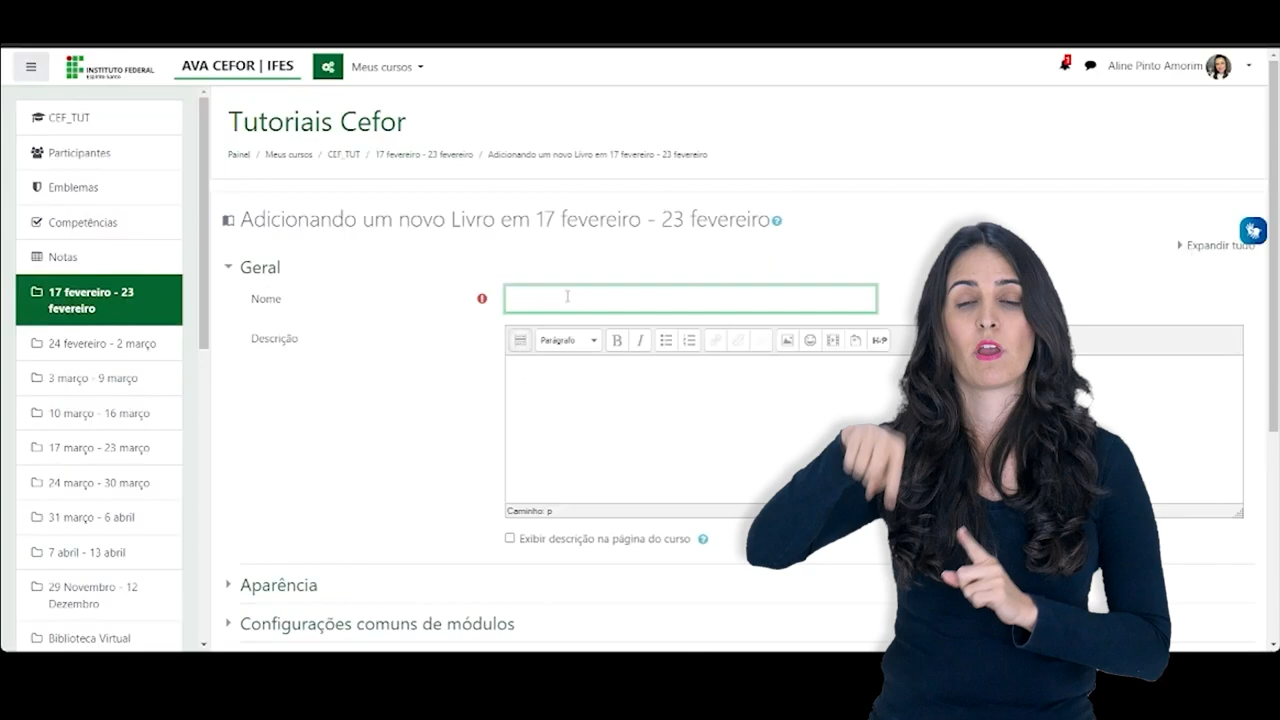 INSTITUTO FEDERAL
Espírito Santo
AVA CEFOR | IFES
Meus cursos
1
Aline Pinto Amorim
CEF_TUT
Participantes
Emblemas
Competências
Notas
17 fevereiro - 23
fevereiro
24 fevereiro - 2 março
3 março - 9 março
10 março - 16 março
17 março - 23 março
24 março - 30 março
31 março - 6 abril
7 abril - 13 abril
29 Novembro - 12
Dezembro
Biblioteca Virtual
Tutoriais Cefor
Painel / Meus cursos / CEF_TUT / 17 fevereiro - 23 fevereiro / Adicionando um novo Livro em 17 fevereiro - 23 fevereiro
Adicionando um novo Livro em 17 fevereiro - 23 fevereiro
Expandir tudo
Geral
Nome
Descrição
Parágrafo
B I
H-P
Caminho: p
Exibir descrição na página do curso
Aparência
Configurações comuns de módulos